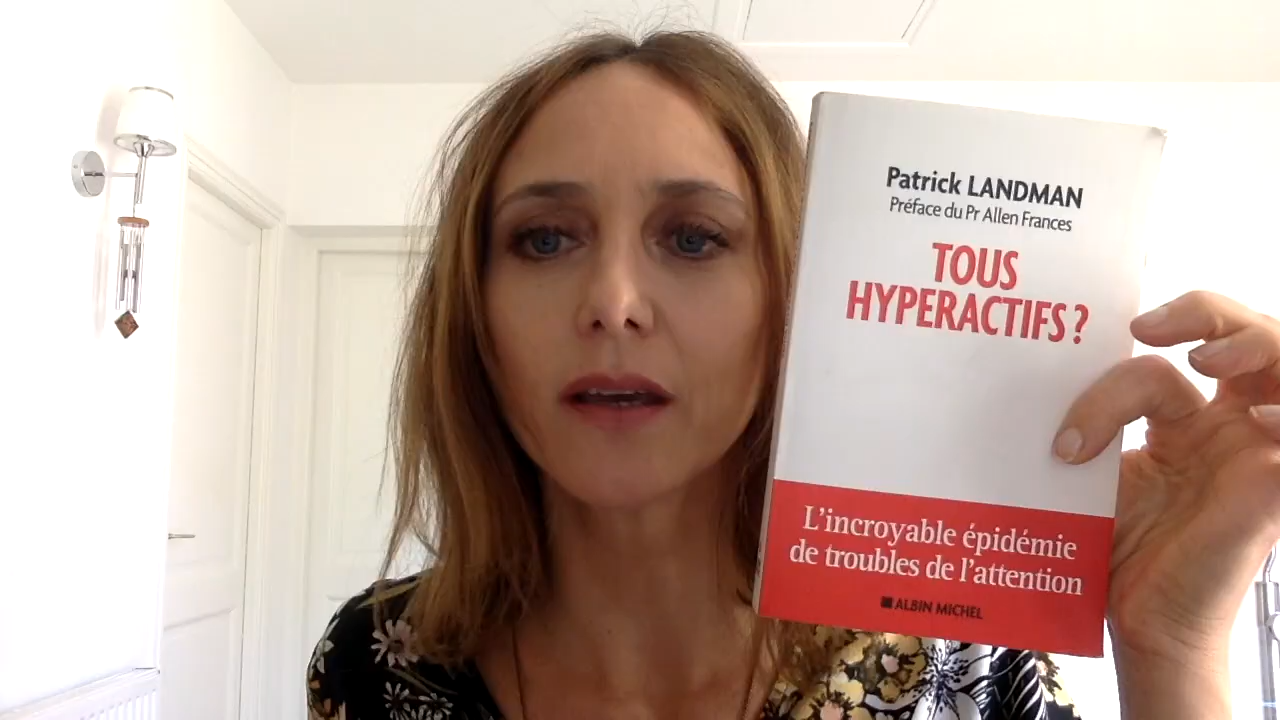 Patrick LANDMAN
Préface du Pr Allen Frances
TOUS
HYPERACTIFS ?
L'incroyable épidémie
de troubles de l'attention
ALBIN MICHEL